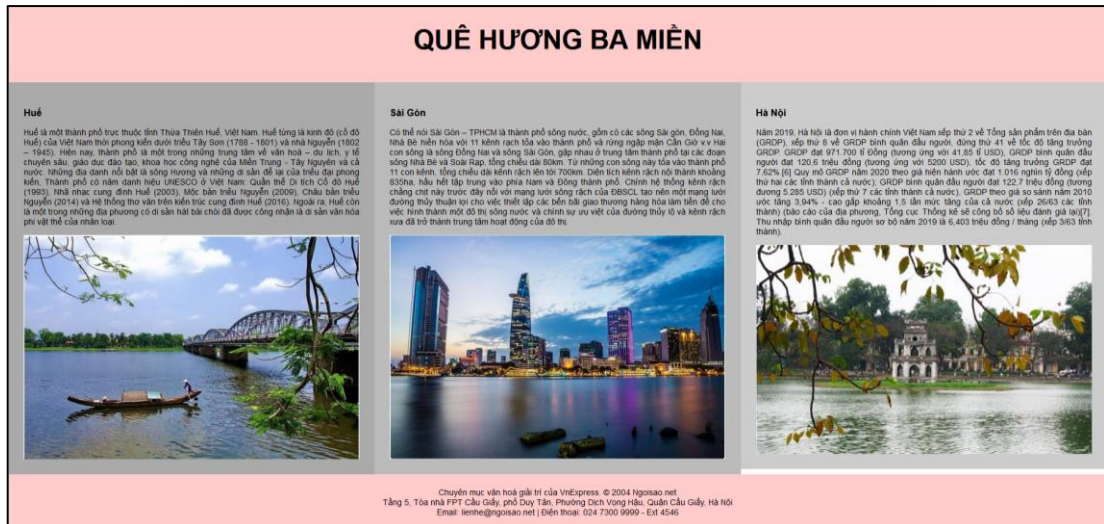 QUÊ HƯƠNG BA MIỀN
Huế
Huế là một thành phố trực thuộc tỉnh Thừa Thiên Huế, Việt Nam. Huế từng là kinh đô (cố đô
Huế) của Việt Nam thời phong kiến dưới triều Tây Sơn (1788 - 1801) và nhà Nguyễn (1802
– 1945). Hiện nay, thành phố là một trong những trung tâm về văn hoá – du lịch, y tế
chuyên sâu, giáo dục đào tạo, khoa học công nghệ của Miền Trung - Tây Nguyên và cả
nước. Những địa danh nổi bật là sông Hương và những di sản để lại của triều đại phong
kiến, Thành phố có năm danh hiệu UNESCO ở Việt Nam: Quần thể Di tích Cố đô Huế
(1993), Nhã nhạc cung đình Huế (2003), Mộc bản triều Nguyễn (2009), Châu bản triều
Nguyễn (2014) và Hệ thống thơ văn trên kiến trúc cung đình Huế (2016). Ngoài ra, Huế còn
là một trong những địa phương có di sản hát bài chòi đã được công nhận là di sản văn hóa
phi vật thể của nhân loại.
Sài Gòn
Có thể nói Sài Gòn – TPHCM là thành phố sông nước, gồm có các sông Sài gòn, Đồng Nai,
Nhà Bè hiền hòa với 11 kênh rạch tỏa vào thành phố và rừng ngập mặn Cần Giờ v.v Hai
con sông là sông Đồng Nai và sông Sài Gòn, gặp nhau ở trung tâm thành phố tại các đoạn
sông Nhà Bè và Soài Rạp, tổng chiều dài 80km. Từ những con sông này tỏa vào thành phố
11 con kênh, tổng chiều dài kênh rạch lên tới 700km. Diện tích kênh rạch nội thành khoảng
835ha, hầu hết tập trung vào phía Nam và Đông thành phố. Chính hệ thống kênh rạch
chằng chịt này trước đây nối với mạng lưới sông rạch của ĐBSCL tạo nên một mạng lưới
đường thủy thuận lợi cho việc thiết lập các bến bãi giao thương hàng hóa làm tiền đề cho
việc hình thành một đô thị sông nước và chính sự ưu việt của đường thủy lộ và kênh rạch
xưa đã trở thành trung tâm hoạt động của đô thị.
Hà Nội
Năm 2019, Hà Nội là đơn vị hành chính Việt Nam xếp thứ 2 về Tổng sản phẩm trên địa bàn
(GRDP), xếp thứ 8 về GRDP bình quân đầu người, đứng thứ 41 về tốc độ tăng trưởng
GRDP. GRDP đạt 971.700 tỉ Đồng (tương ứng với 41,85 tỉ USD), GRDP bình quân đầu
người đạt 120,6 triệu đồng (tương ứng với 5200 USD), tốc độ tăng trưởng GRDP đạt
7,62%.[6] Quy mô GRDP năm 2020 theo giá hiện hành ước đạt 1.016 nghìn tỷ đồng (xếp
thứ hai các tỉnh thành cả nước); GRDP bình quân đầu người đạt 122,7 triệu đồng (tương
đương 5.285 USD) (xếp thứ 7 các tỉnh thành cả nước). GRDP theo giá so sánh năm 2010
ước tăng 3,94% - cao gấp khoảng 1,5 lần mức tăng của cả nước (xếp 26/63 các tỉnh
thành) (báo cáo của địa phương, Tổng cục Thống kê sẽ công bố số liệu đánh giá lại)[7].
Thu nhập bình quân đầu người sơ bộ năm 2019 là 6,403 triệu đồng / tháng (xếp 3/63 tỉnh
thành).
Chuyên mục văn hoá giải trí của VnExpress. © 2004 Ngoisao.net
Tầng 5, Tòa nhà FPT Cầu Giấy, phố Duy Tân, Phường Dịch Vọng Hậu, Quận Cầu Giấy, Hà Nội
Email: lienhe@ngoisao.net | Điện thoại: 024 7300 9999 - Ext 4546